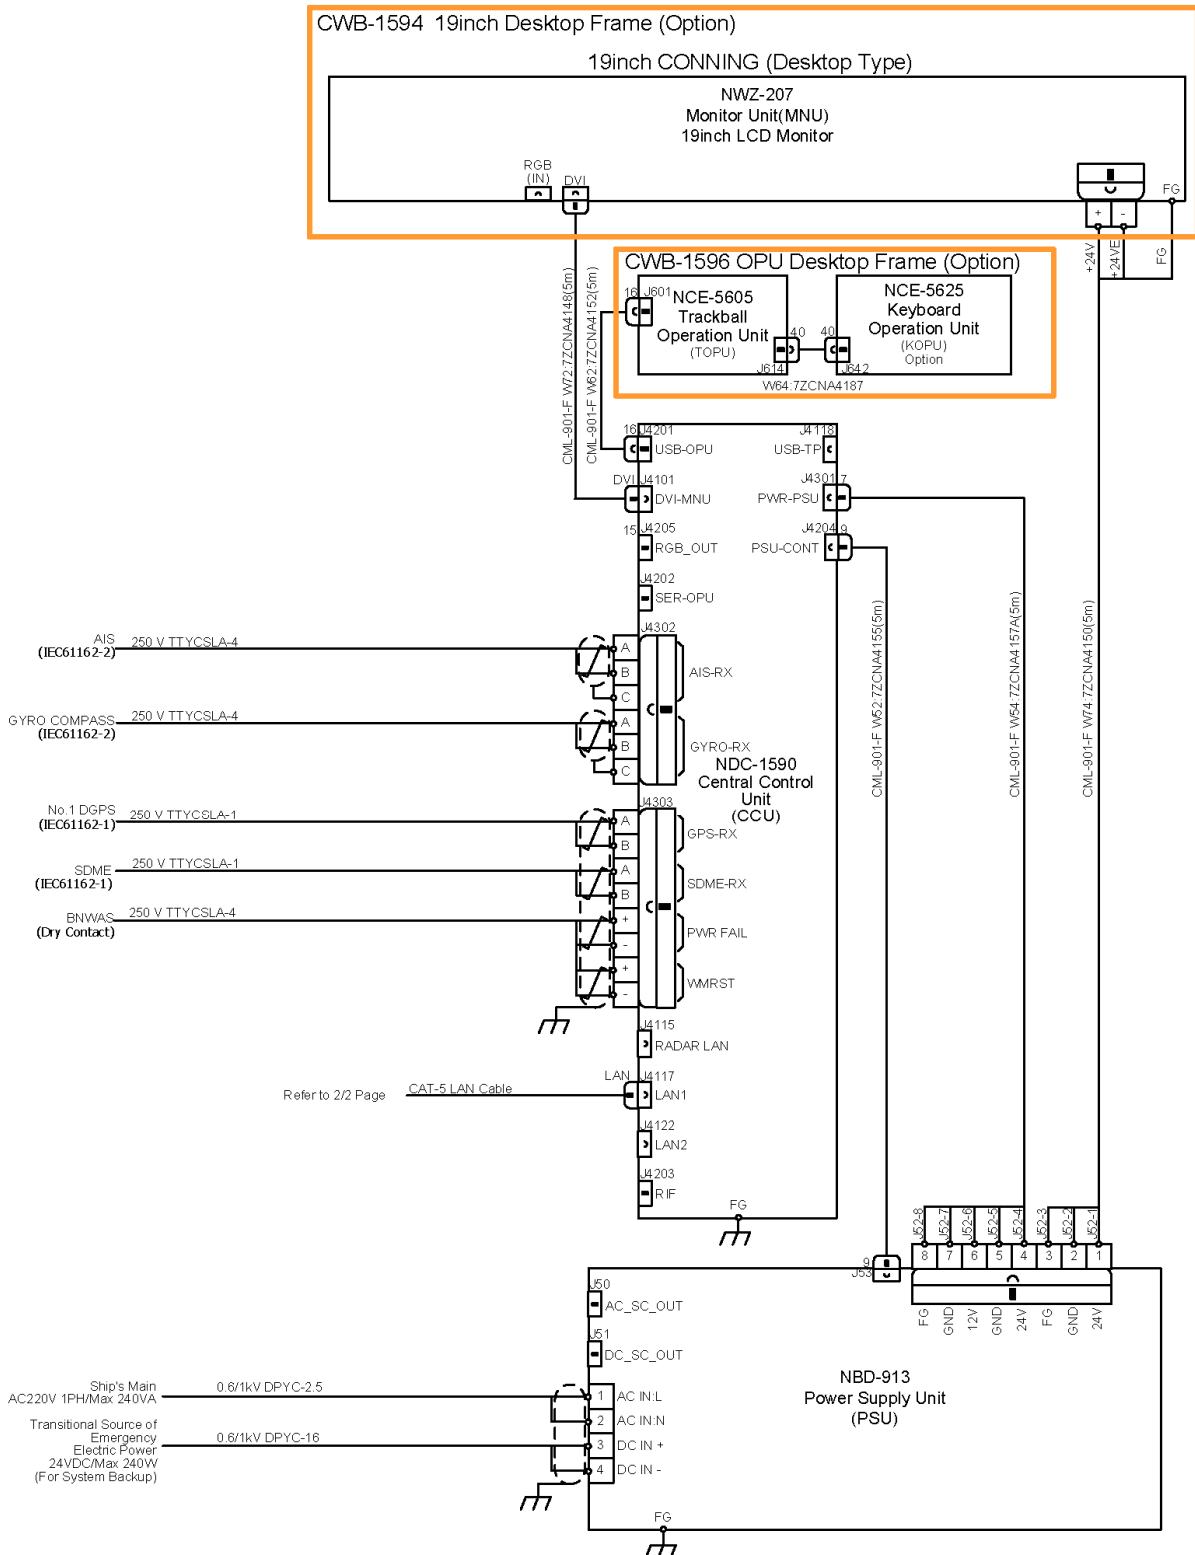 CWB-1594 19inch Desktop Frame (Option)
19inch CONNING (Desktop Type)
NWZ-207
Monitor Unit(MNU)
19inch LCD Monitor
RGB
(IN)
DVI
FG
+ -
+24V
+24VE
FG
CWB-1596 OPU Desktop Frame (Option)
CML-901-F W72:7ZCNA4148(5m)
CML-901-F W62:7ZCNA4152(5m)
16 J601
NCE-5605
Trackball
Operation Unit
(TOPU)
40
J614
NCE-5625
Keyboard
Operation Unit
(KOPU)
Option
40
J642
W64:7ZCNA4187
16 J4201
USB-OPU
J4118
USB-TP
DVI J4101
DVI-MNU
J4301 7
PWR-PSU
15 J4205
RGB_OUT
J4204 9
PSU-CONT
J4202
SER-OPU
CML-901-F W52:7ZCNA4155(5m)
CML-901-F W54:7ZCNA4157A(5m)
CML-901-F W74:7ZCNA4150(5m)
J4302
AIS
(IEC61162-2)
250 V TTYCSLA-4
A
B
C
AIS-RX
GYRO COMPASS
(IEC61162-2)
250 V TTYCSLA-4
A
B
C
GYRO-RX
NDC-1590
Central Control
Unit
(CCU)
J4303
No.1 DGPS
(IEC61162-1)
250 V TTYCSLA-1
A
B
GPS-RX
SDME
(IEC61162-1)
250 V TTYCSLA-1
A
B
SDME-RX
BNWAS
(Dry Contact)
250 V TTYCSLA-4
+
-
PWR FAIL
+
-
WMRST
J4115
RADAR LAN
Refer to 2/2 Page
CAT-5 LAN Cable
LAN J4117
LAN1
J4122
LAN2
J4203
RIF
FG
J52-8 J52-7 J52-6 J52-5 J52-4 J52-3 J52-2 J52-1
8 7 6 5 4 3 2 1
FG GND 12V GND 24V FG GND 24V
9
J53
J50
AC_SC_OUT
J51
DC_SC_OUT
NBD-913
Power Supply Unit
(PSU)
Ship's Main
AC220V 1PH/Max 240VA
0.6/1kV DPYC-2.5
1 AC IN:L
2 AC IN:N
Transitional Source of
Emergency
Electric Power
24VDC/Max 240W
(For System Backup)
0.6/1kV DPYC-16
3 DC IN +
4 DC IN -
FG